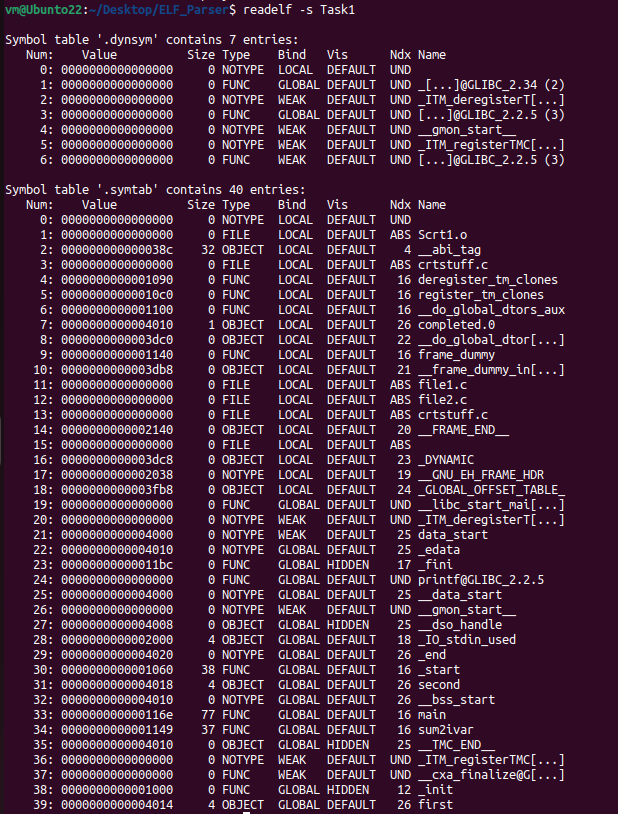 vm@Ubunto22:~/Desktop/ELF_Parser$ readelf -s Task1

Symbol table '.dynsym' contains 7 entries:
   Num:    Value          Size Type    Bind   Vis      Ndx Name
     0: 0000000000000000     0 NOTYPE  LOCAL  DEFAULT  UND
     1: 0000000000000000     0 FUNC    GLOBAL DEFAULT  UND _[...]@GLIBC_2.34 (2)
     2: 0000000000000000     0 NOTYPE  WEAK   DEFAULT  UND _ITM_deregisterT[...]
     3: 0000000000000000     0 FUNC    GLOBAL DEFAULT  UND [...]@GLIBC_2.2.5 (3)
     4: 0000000000000000     0 NOTYPE  WEAK   DEFAULT  UND __gmon_start__
     5: 0000000000000000     0 NOTYPE  WEAK   DEFAULT  UND _ITM_registerTMC[...]
     6: 0000000000000000     0 FUNC    WEAK   DEFAULT  UND [...]@GLIBC_2.2.5 (3)

Symbol table '.symtab' contains 40 entries:
   Num:    Value          Size Type    Bind   Vis      Ndx Name
     0: 0000000000000000     0 NOTYPE  LOCAL  DEFAULT  UND
     1: 0000000000000000     0 FILE    LOCAL  DEFAULT  ABS Scrt1.o
     2: 000000000000038c    32 OBJECT  LOCAL  DEFAULT    4 __abi_tag
     3: 0000000000000000     0 FILE    LOCAL  DEFAULT  ABS crtstuff.c
     4: 0000000000001090     0 FUNC    LOCAL  DEFAULT   16 deregister_tm_clones
     5: 00000000000010c0     0 FUNC    LOCAL  DEFAULT   16 register_tm_clones
     6: 0000000000001100     0 FUNC    LOCAL  DEFAULT   16 __do_global_dtors_aux
     7: 0000000000004010     1 OBJECT  LOCAL  DEFAULT   26 completed.0
     8: 0000000000003dc0     0 OBJECT  LOCAL  DEFAULT   22 __do_global_dtor[...]
     9: 0000000000001140     0 FUNC    LOCAL  DEFAULT   16 frame_dummy
    10: 0000000000003db8     0 OBJECT  LOCAL  DEFAULT   21 __frame_dummy_in[...]
    11: 0000000000000000     0 FILE    LOCAL  DEFAULT  ABS file1.c
    12: 0000000000000000     0 FILE    LOCAL  DEFAULT  ABS file2.c
    13: 0000000000000000     0 FILE    LOCAL  DEFAULT  ABS crtstuff.c
    14: 0000000000002140     0 OBJECT  LOCAL  DEFAULT   20 __FRAME_END__
    15: 0000000000000000     0 FILE    LOCAL  DEFAULT  ABS
    16: 0000000000003dc8     0 OBJECT  LOCAL  DEFAULT   23 _DYNAMIC
    17: 0000000000002038     0 NOTYPE  LOCAL  DEFAULT   19 __GNU_EH_FRAME_HDR
    18: 0000000000003fb8     0 OBJECT  LOCAL  DEFAULT   24 _GLOBAL_OFFSET_TABLE_
    19: 0000000000000000     0 FUNC    GLOBAL DEFAULT  UND __libc_start_mai[...]
    20: 0000000000000000     0 NOTYPE  WEAK   DEFAULT  UND _ITM_deregisterT[...]
    21: 0000000000004000     0 NOTYPE  WEAK   DEFAULT   25 data_start
    22: 0000000000004010     0 NOTYPE  GLOBAL DEFAULT   25 _edata
    23: 00000000000011bc     0 FUNC    GLOBAL HIDDEN    17 _fini
    24: 0000000000000000     0 FUNC    GLOBAL DEFAULT  UND printf@GLIBC_2.2.5
    25: 0000000000004000     0 NOTYPE  GLOBAL DEFAULT   25 __data_start
    26: 0000000000000000     0 NOTYPE  WEAK   DEFAULT  UND __gmon_start__
    27: 0000000000004008     0 OBJECT  GLOBAL HIDDEN    25 __dso_handle
    28: 0000000000002000     4 OBJECT  GLOBAL DEFAULT   18 _IO_stdin_used
    29: 0000000000004020     0 NOTYPE  GLOBAL DEFAULT   26 _end
    30: 0000000000001060    38 FUNC    GLOBAL DEFAULT   16 _start
    31: 0000000000004018     4 OBJECT  GLOBAL DEFAULT   26 second
    32: 0000000000004010     0 NOTYPE  GLOBAL DEFAULT   26 __bss_start
    33: 000000000000116e    77 FUNC    GLOBAL DEFAULT   16 main
    34: 0000000000001149    37 FUNC    GLOBAL DEFAULT   16 sum2ivar
    35: 0000000000004010     0 OBJECT  GLOBAL HIDDEN    25 __TMC_END__
    36: 0000000000000000     0 NOTYPE  WEAK   DEFAULT  UND _ITM_registerTMC[...]
    37: 0000000000000000     0 FUNC    WEAK   DEFAULT  UND __cxa_finalize@G[...]
    38: 0000000000001000     0 FUNC    GLOBAL HIDDEN    12 _init
    39: 0000000000004014     4 OBJECT  GLOBAL DEFAULT   26 first